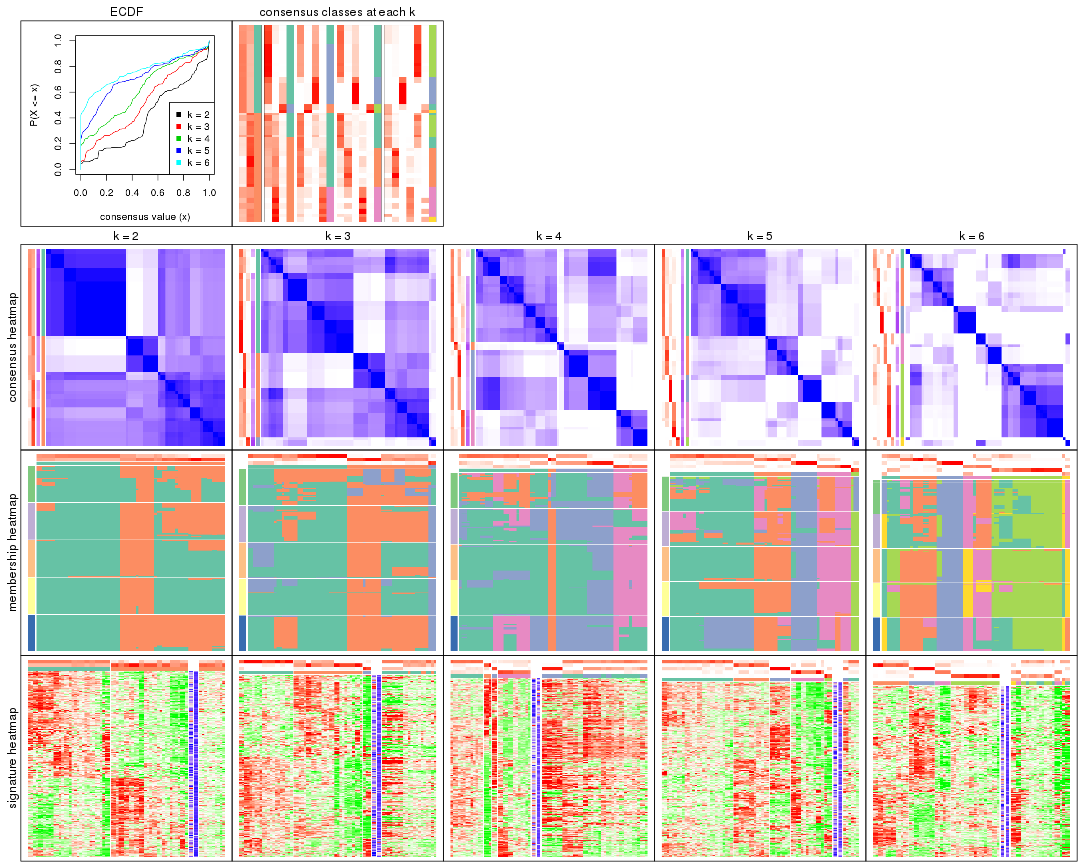 ECDF
consensus classes at each k
P(X <= x)
0.0 0.2 0.4 0.6 0.8 1.0
k = 2
k = 3
k = 4
k = 5
k = 6
0.0 0.2 0.4 0.6 0.8 1.0
consensus value (x)
k = 2
k = 3
k = 4
k = 5
k = 6
consensus heatmap
membership heatmap
signature heatmap